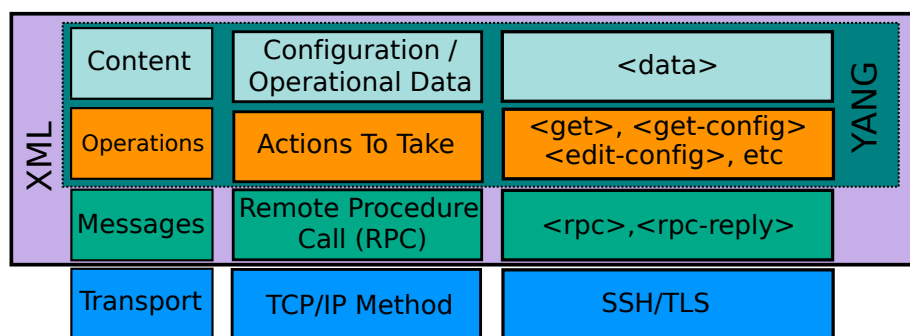 XML
YANG
Content
Configuration /
Operational Data
<data>
Operations
Actions To Take
<get>, <get-config>
<edit-config>, etc
Messages
Remote Procedure
Call (RPC)
<rpc>,<rpc-reply>
Transport
TCP/IP Method
SSH/TLS